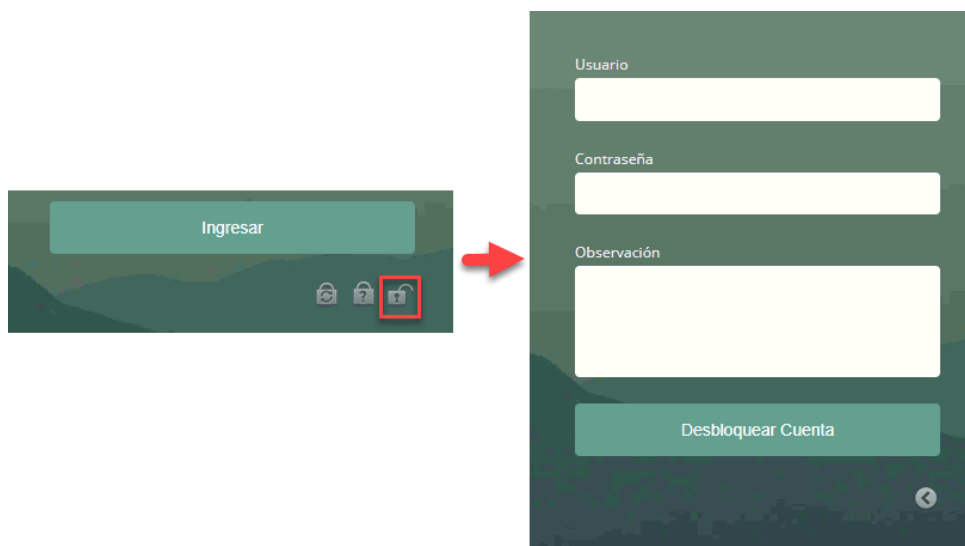 Ingresar
Usuario
Contraseña
Observación
Desbloquear Cuenta